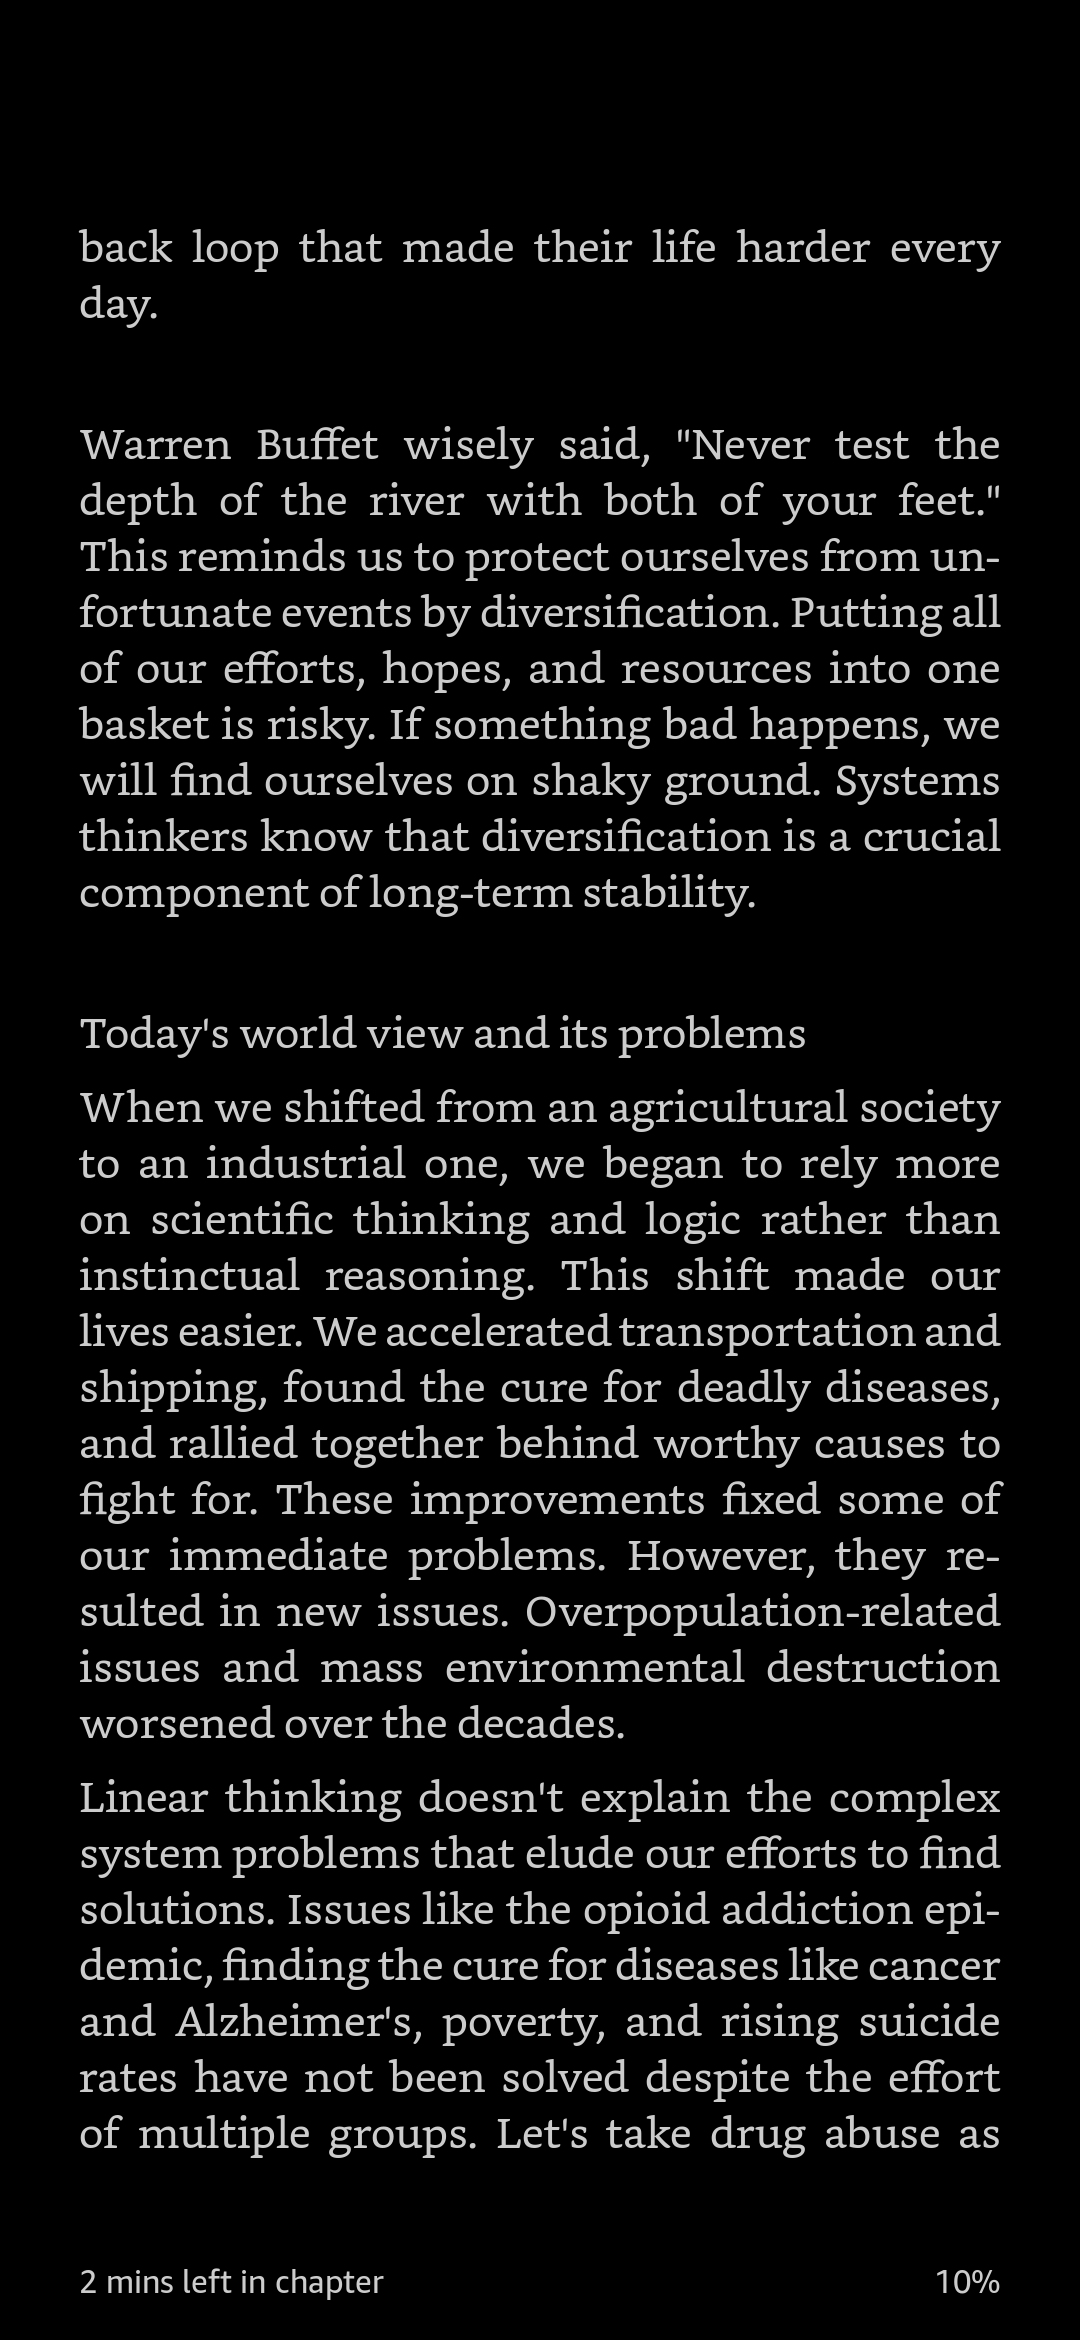 back loop that made their life harder every
day.
Warren Buffet wisely said, "Never test the
depth of the river with both of your feet."
This reminds us to protect ourselves from un-
fortunate events by diversification. Putting all
of our efforts, hopes, and resources into one
basket is risky. If something bad happens, we
will find ourselves on shaky ground. Systems
thinkers know that diversification is a crucial
component of long-term stability.
Today's world view and its problems
When we shifted from an agricultural society
to an industrial one, we began to rely more
on scientific thinking and logic rather than
instinctual reasoning. This shift made our
lives easier. We accelerated transportation and
shipping, found the cure for deadly diseases,
and rallied together behind worthy causes to
fight for. These improvements fixed some of
our immediate problems. However, they re-
sulted in new issues. Overpopulation-related
issues and mass environmental destruction
worsened over the decades.
Linear thinking doesn't explain the complex
system problems that elude our efforts to find
solutions. Issues like the opioid addiction epi-
demic, finding the cure for diseases like cancer
and Alzheimer's, poverty, and rising suicide
rates have not been solved despite the effort
of multiple groups. Let's take drug abuse as
2 mins left in chapter 10%